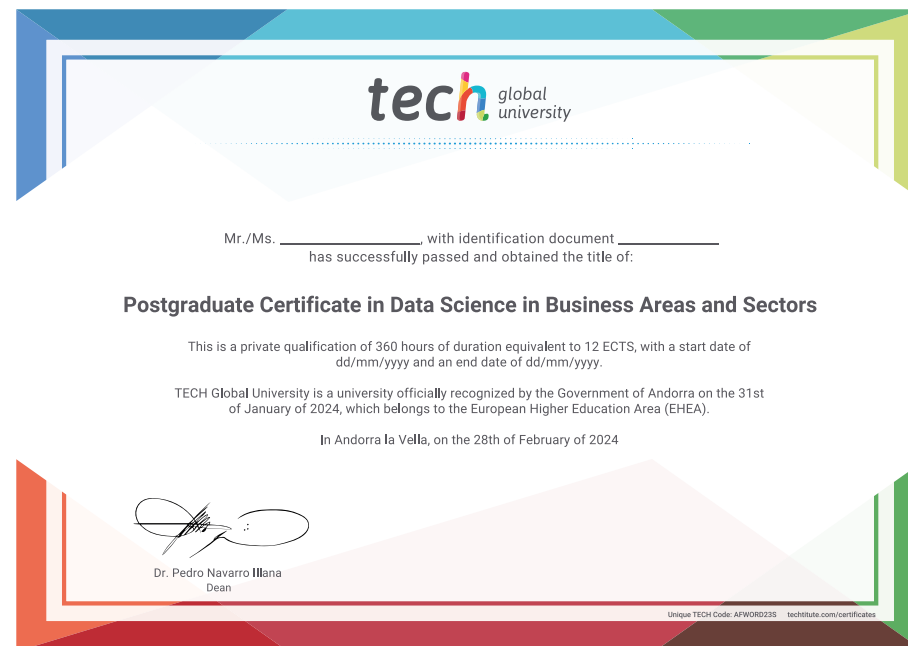 tech global university
Mr./Ms. ____________________, with identification document ______________
has successfully passed and obtained the title of:
Postgraduate Certificate in Data Science in Business Areas and Sectors
This is a private qualification of 360 hours of duration equivalent to 12 ECTS, with a start date of
dd/mm/yyyy and an end date of dd/mm/yyyy.
TECH Global University is a university officially recognized by the Government of Andorra on the 31st
of January of 2024, which belongs to the European Higher Education Area (EHEA).
In Andorra la Vella, on the 28th of February of 2024
Dr. Pedro Navarro Illana
Dean
Unique TECH Code: AFWORD23S techtitute.com/certificates